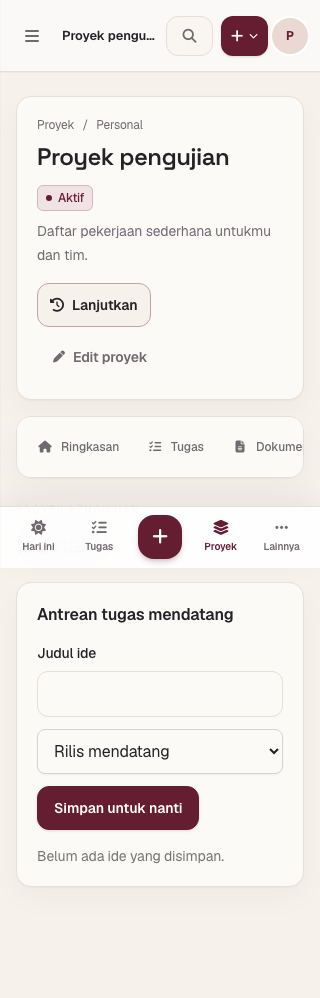 Proyek pengu...
P
Proyek / Personal
Proyek pengujian
Aktif
Daftar pekerjaan sederhana untukmu
dan tim.
Lanjutkan
Edit proyek
Ringkasan Tugas Dokume
Hari ini Tugas Proyek Lainnya
Antrean tugas mendatang
Judul ide
Rilis mendatang
Simpan untuk nanti
Belum ada ide yang disimpan.